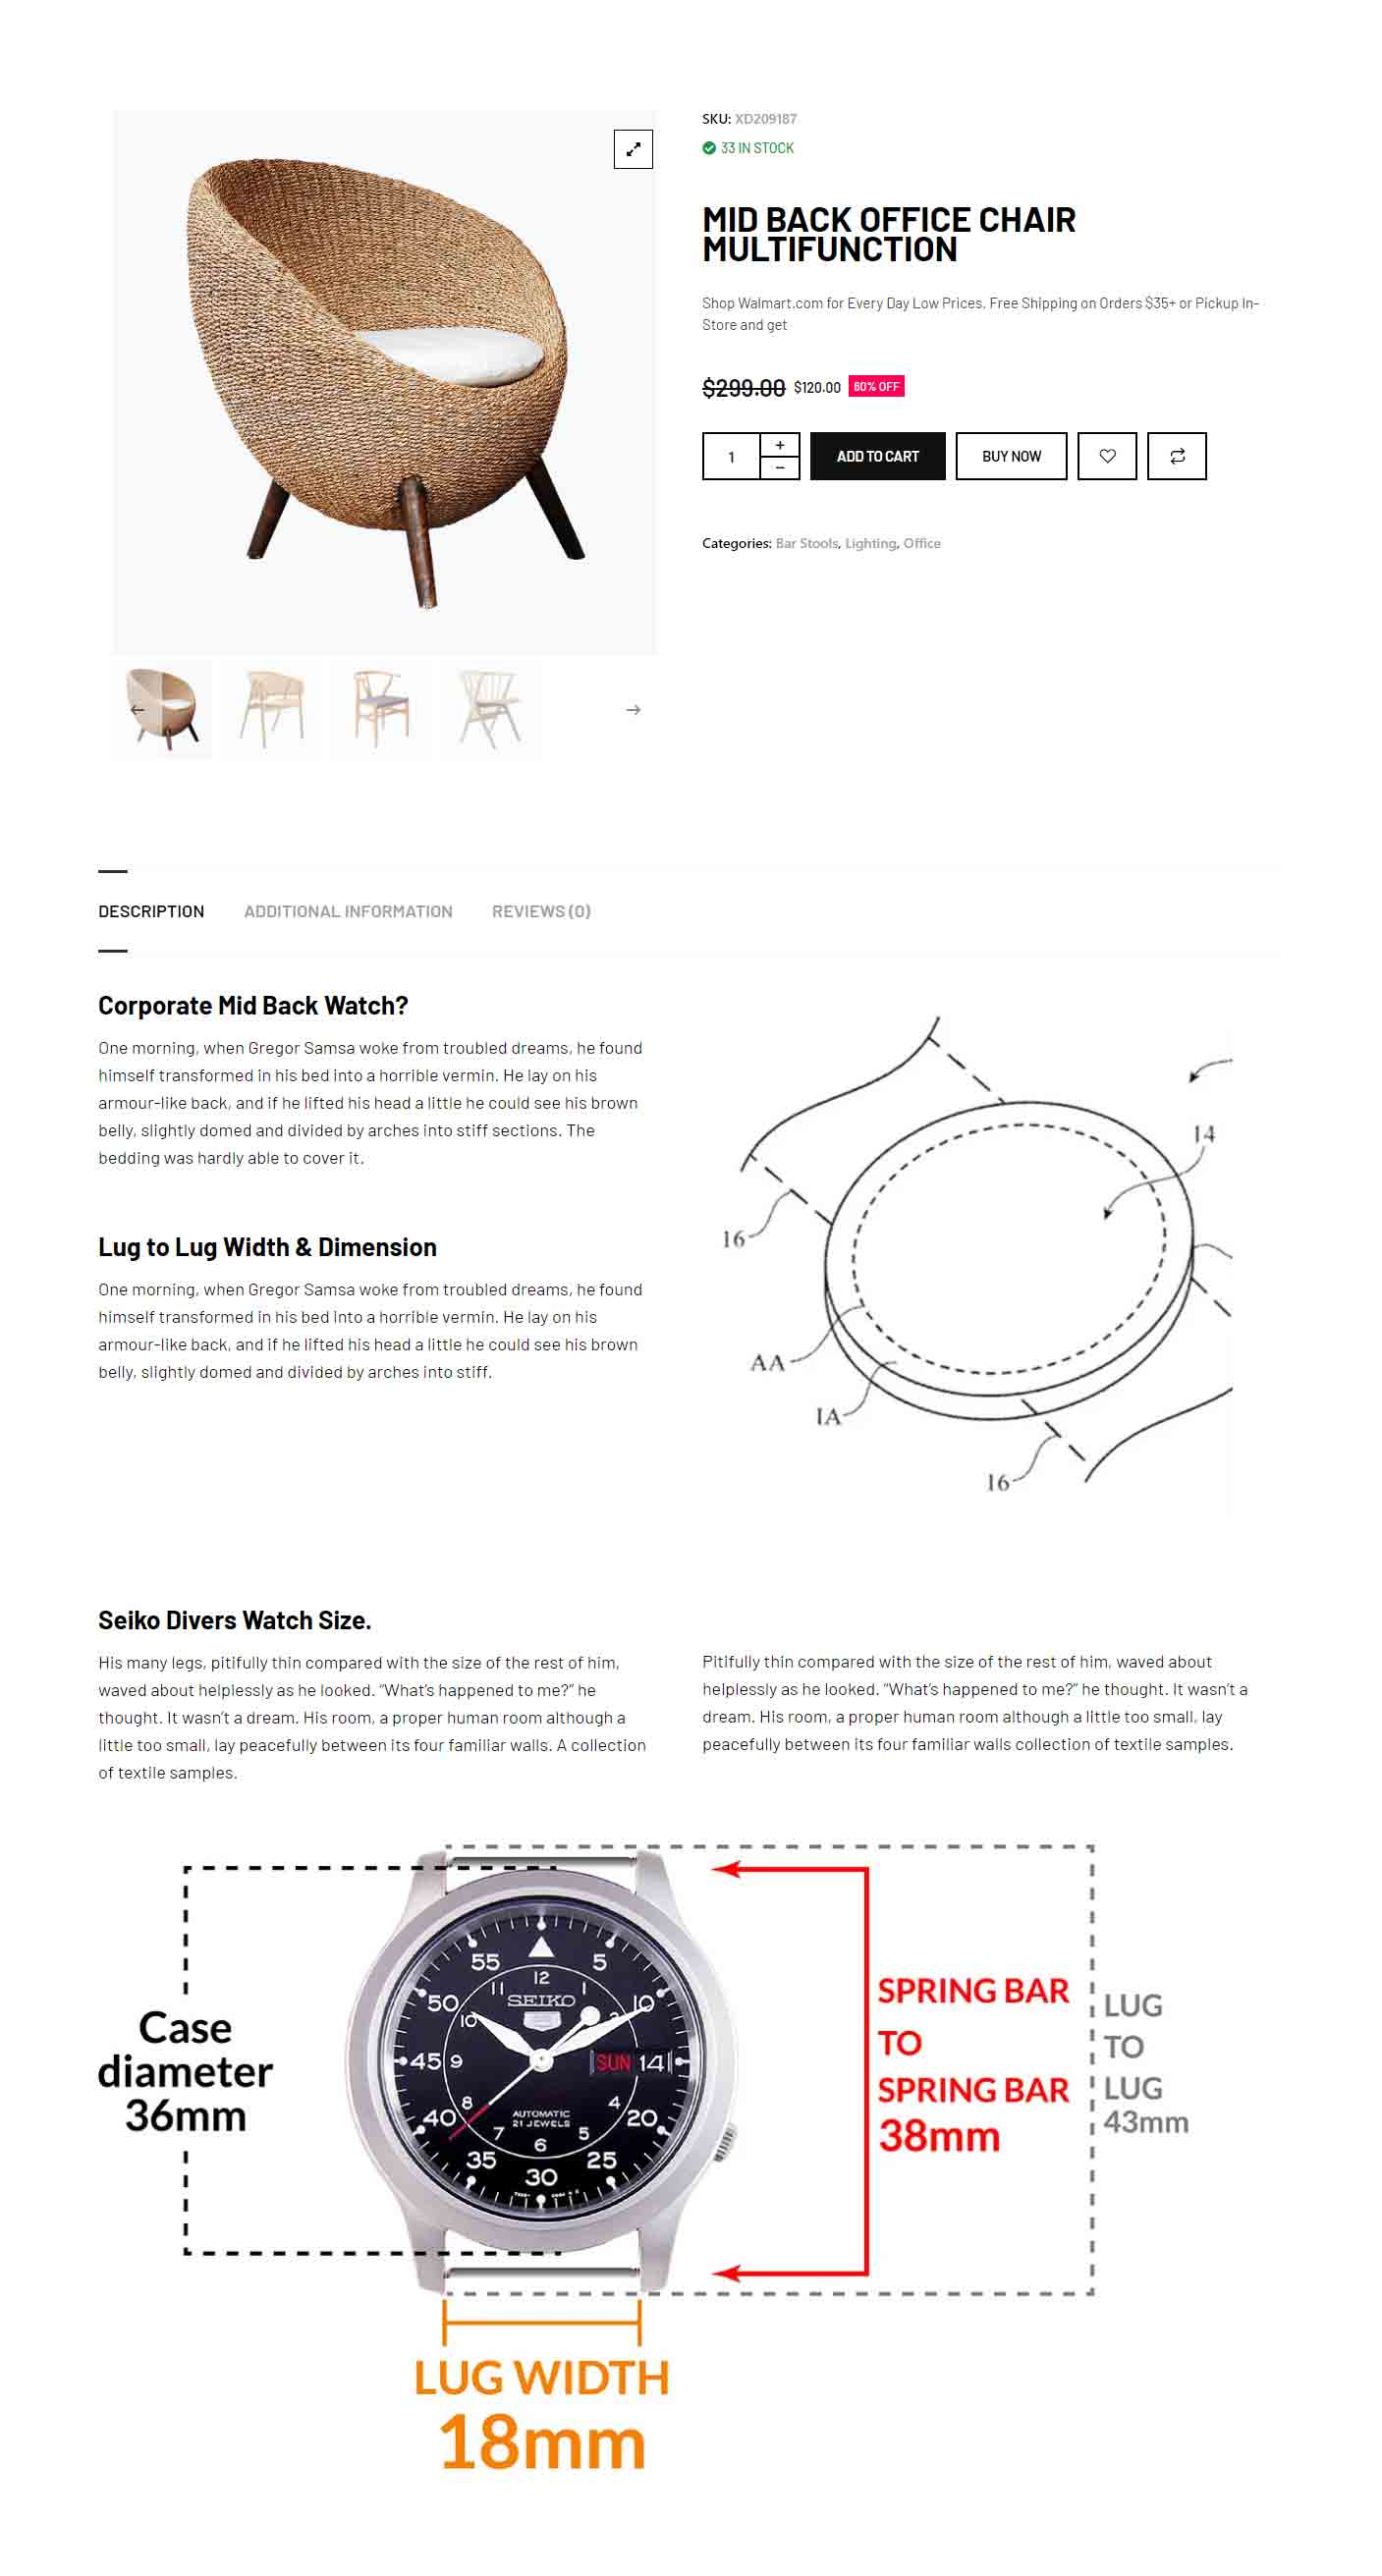 SKU: XD209187
33 IN STOCK
MID BACK OFFICE CHAIR
MULTIFUNCTION
Shop Walmart.com for Every Day Low Prices. Free Shipping on Orders $35+ or Pickup In-
Store and get
$299.00 $120.00 60% OFF
1 + −
ADD TO CART
BUY NOW
Categories: Bar Stools, Lighting, Office
DESCRIPTION
ADDITIONAL INFORMATION
REVIEWS (0)
Corporate Mid Back Watch?
One morning, when Gregor Samsa woke from troubled dreams, he found
himself transformed in his bed into a horrible vermin. He lay on his
armour-like back, and if he lifted his head a little he could see his brown
belly, slightly domed and divided by arches into stiff sections. The
bedding was hardly able to cover it.
Lug to Lug Width & Dimension
One morning, when Gregor Samsa woke from troubled dreams, he found
himself transformed in his bed into a horrible vermin. He lay on his
armour-like back, and if he lifted his head a little he could see his brown
belly, slightly domed and divided by arches into stiff.
14
16
AA
1A
16
Seiko Divers Watch Size.
His many legs, pitifully thin compared with the size of the rest of him,
waved about helplessly as he looked. “What’s happened to me?” he
thought. It wasn’t a dream. His room, a proper human room although a
little too small, lay peacefully between its four familiar walls. A collection
of textile samples.
Pitifully thin compared with the size of the rest of him, waved about
helplessly as he looked. “What’s happened to me?” he thought. It wasn’t a
dream. His room, a proper human room although a little too small, lay
peacefully between its four familiar walls collection of textile samples.
Case
diameter
36mm
55 5
11 12 1
50 SEIKO 10
10 2
5
45 9 SUN 14
40 8 4 20
AUTOMATIC
21 JEWELS
7 6 5
35 30 25
SPRING BAR
TO
SPRING BAR
38mm
LUG
TO
LUG
43mm
LUG WIDTH
18mm